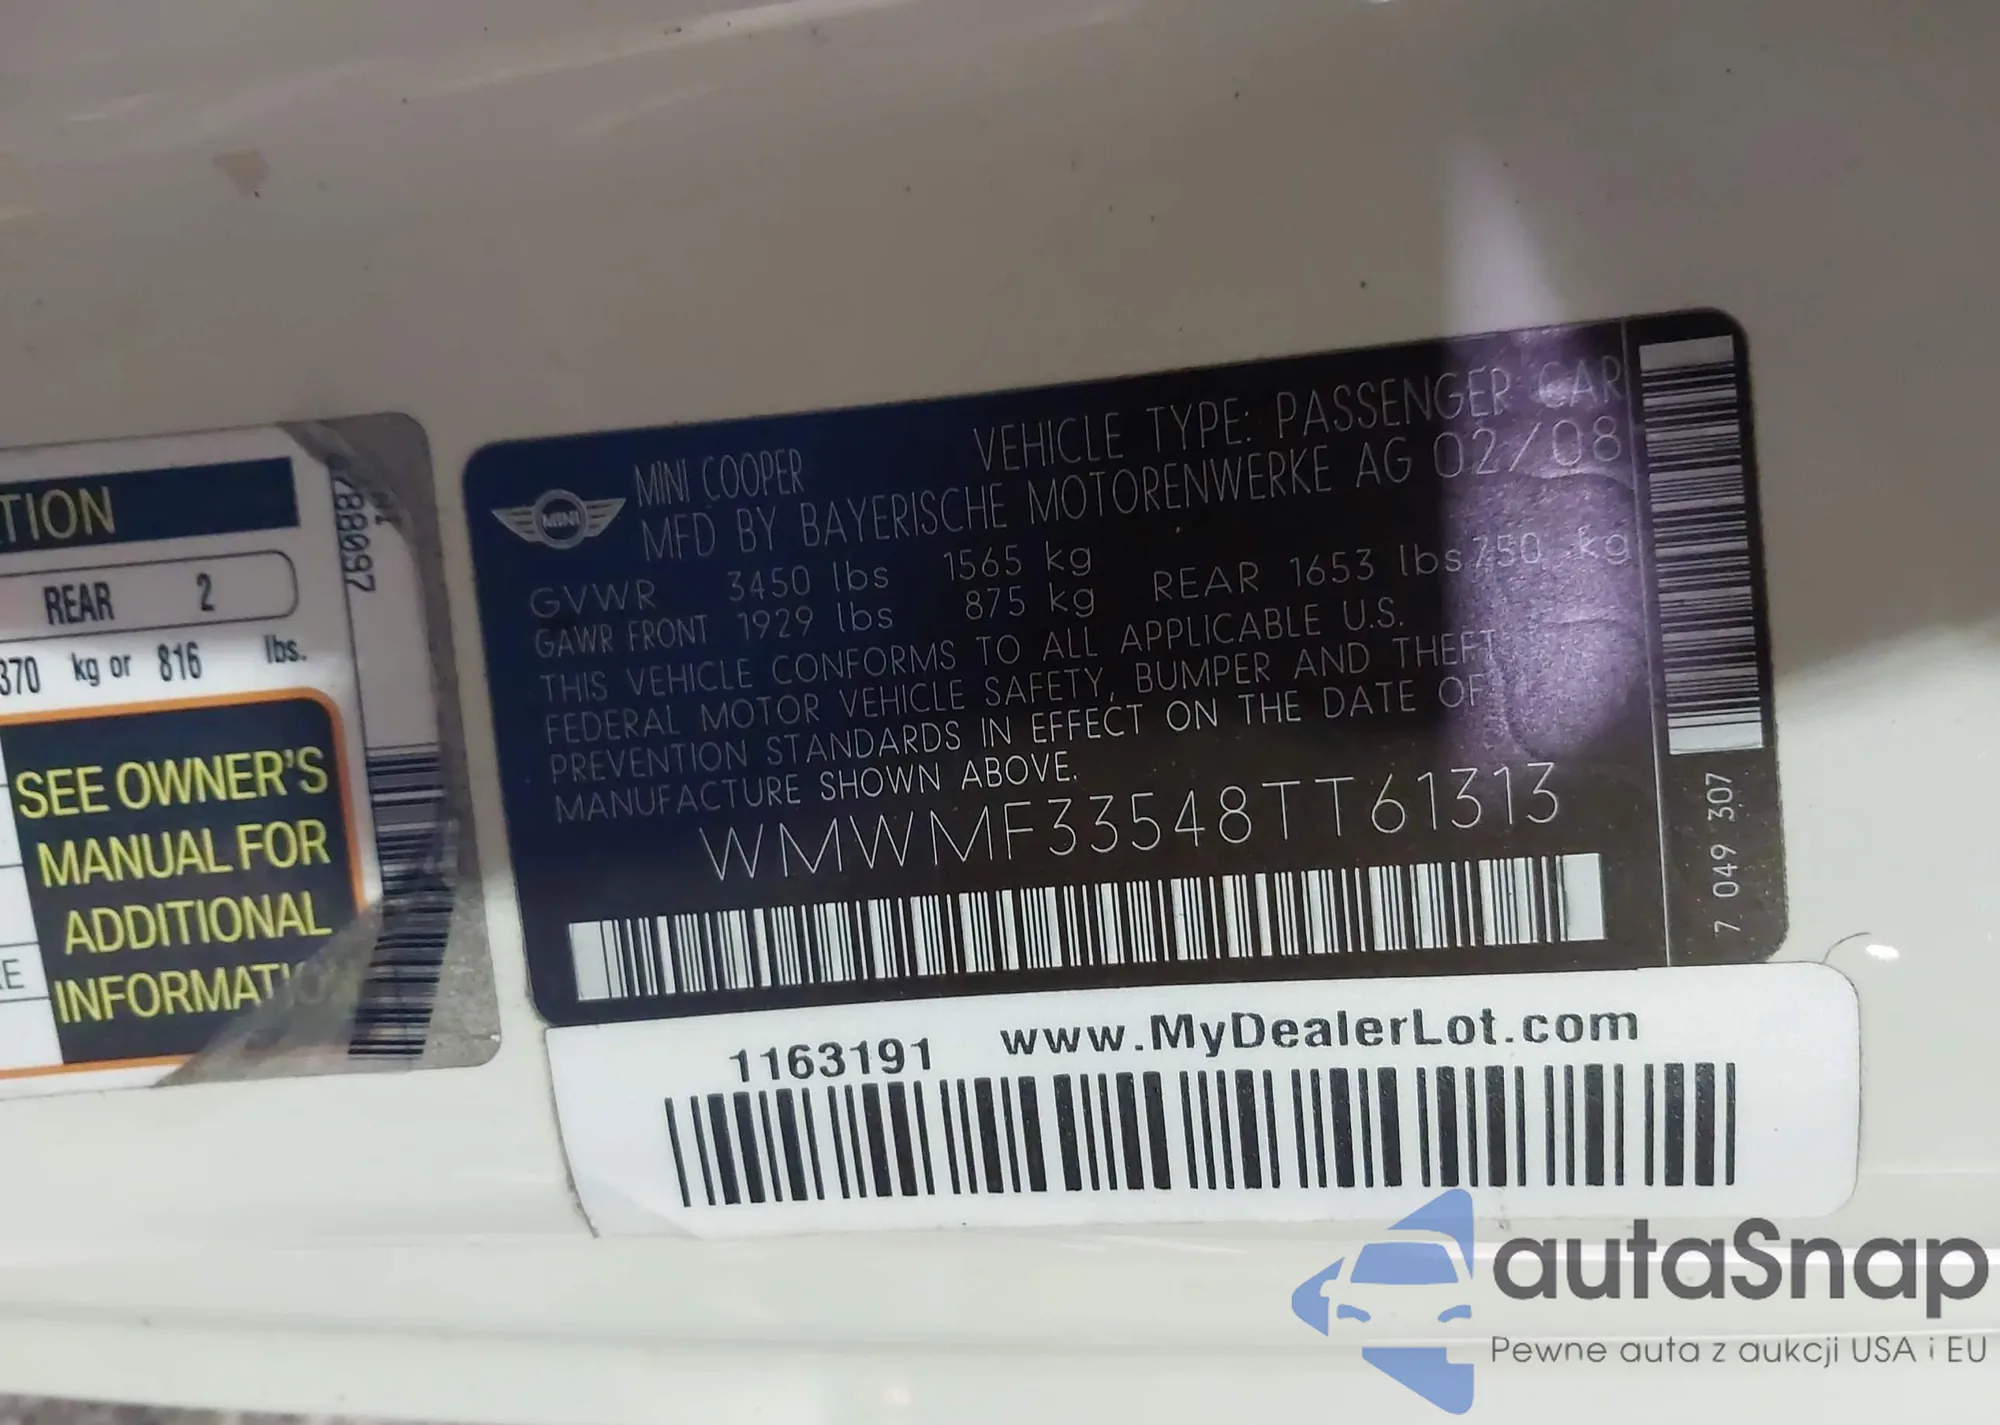 TION
REAR 2
370 kg or 816 lbs.
SEE OWNER'S
MANUAL FOR
ADDITIONAL
INFORMATIO
788097
MINI
MINI COOPER VEHICLE TYPE: PASSENGER CAR
MFD BY BAYERISCHE MOTORENWERKE AG 02/08
GVWR 3450 lbs 1565 kg
GAWR FRONT 1929 lbs 875 kg REAR 1653 lbs 750 kg
THIS VEHICLE CONFORMS TO ALL APPLICABLE U.S.
FEDERAL MOTOR VEHICLE SAFETY, BUMPER AND THEFT
PREVENTION STANDARDS IN EFFECT ON THE DATE OF
MANUFACTURE SHOWN ABOVE.
WMWMF33548TT61313
7 049 307
1163191 www.MyDealerLot.com
autaSnap
Pewne auta z aukcji USA i EU